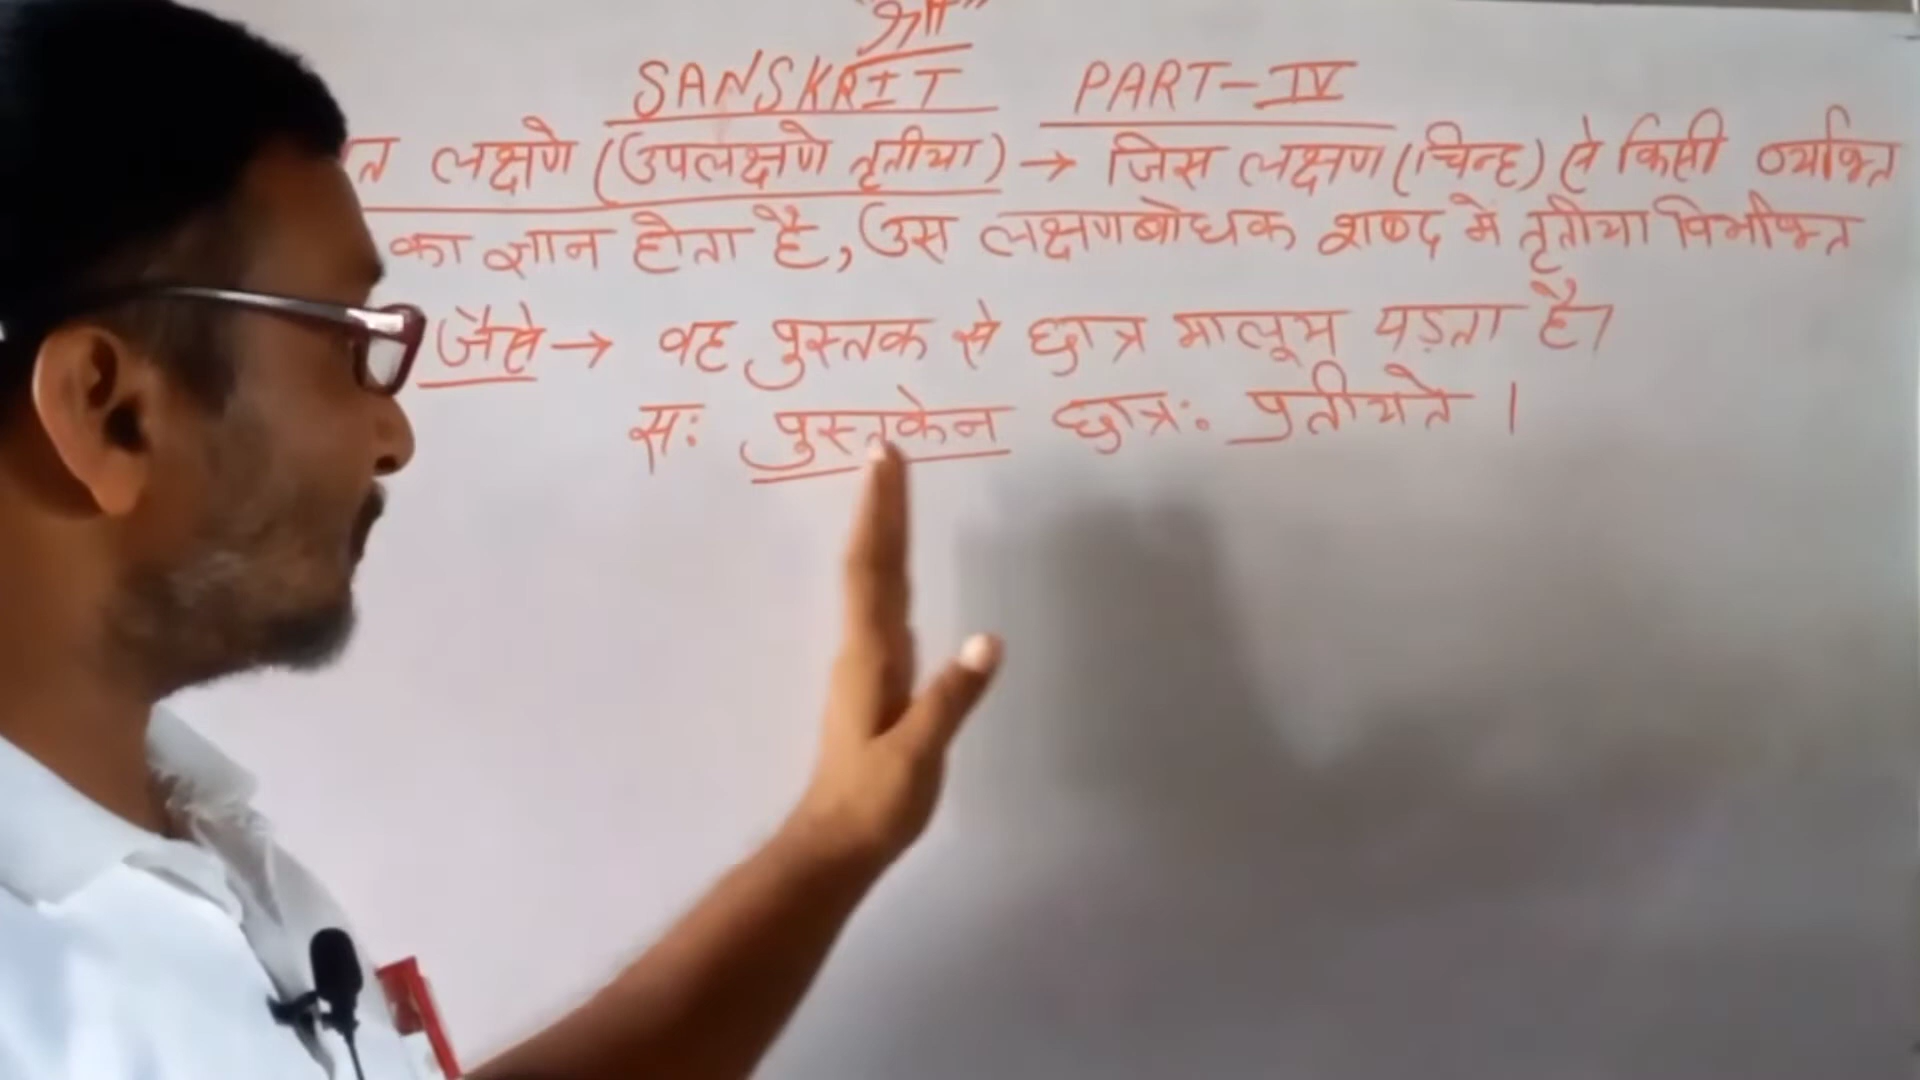 "श्री"
SANSKRIT PART-IV
लक्षणे (उपलक्षणे तृतीया) → जिस लक्षण (चिन्ह) से किसी व्यक्ति
का ज्ञान होता है, उस लक्षणबोधक शब्द मे तृतीया विभक्ति
जैसे → वह पुस्तक से छात्र मालूम पड़ता है।
सः पुस्तकेन छात्रः प्रतीयते ।